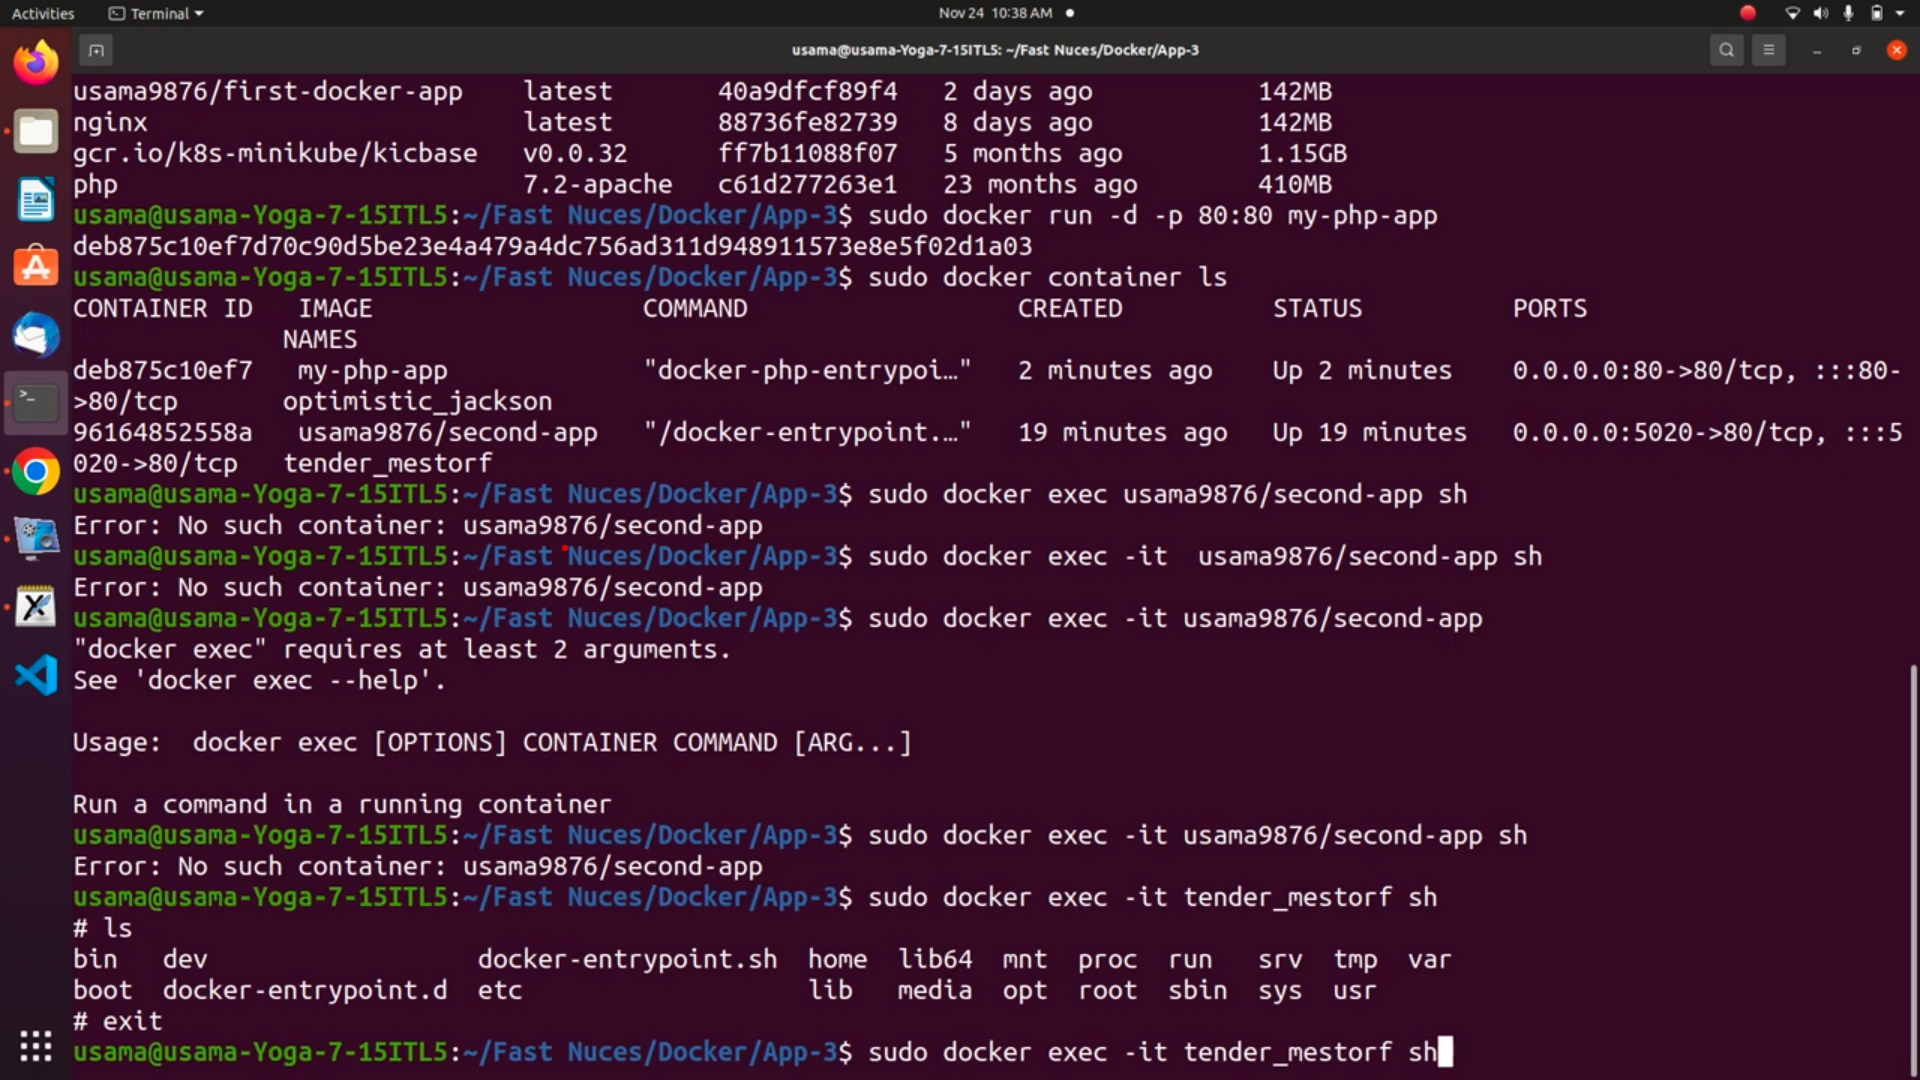 Activities Terminal Nov 24 10:38 AM
usama@usama-Yoga-7-15ITL5: ~/Fast Nuces/Docker/App-3
usama9876/first-docker-app latest 40a9dfcf89f4 2 days ago 142MB
nginx latest 88736fe82739 8 days ago 142MB
gcr.io/k8s-minikube/kicbase v0.0.32 ff7b11088f07 5 months ago 1.15GB
php 7.2-apache c61d277263e1 23 months ago 410MB
usama@usama-Yoga-7-15ITL5:~/Fast Nuces/Docker/App-3$ sudo docker run -d -p 80:80 my-php-app
deb875c10ef7d70c90d5be23e4a479a4dc756ad311d948911573e8e5f02d1a03
usama@usama-Yoga-7-15ITL5:~/Fast Nuces/Docker/App-3$ sudo docker container ls
CONTAINER ID IMAGE COMMAND CREATED STATUS PORTS
NAMES
deb875c10ef7 my-php-app "docker-php-entrypoi…" 2 minutes ago Up 2 minutes 0.0.0.0:80->80/tcp, :::80-
>80/tcp optimistic_jackson
96164852558a usama9876/second-app "/docker-entrypoint.…" 19 minutes ago Up 19 minutes 0.0.0.0:5020->80/tcp, :::5
020->80/tcp tender_mestorf
usama@usama-Yoga-7-15ITL5:~/Fast Nuces/Docker/App-3$ sudo docker exec usama9876/second-app sh
Error: No such container: usama9876/second-app
usama@usama-Yoga-7-15ITL5:~/Fast Nuces/Docker/App-3$ sudo docker exec -it  usama9876/second-app sh
Error: No such container: usama9876/second-app
usama@usama-Yoga-7-15ITL5:~/Fast Nuces/Docker/App-3$ sudo docker exec -it usama9876/second-app
"docker exec" requires at least 2 arguments.
See 'docker exec --help'.
Usage:  docker exec [OPTIONS] CONTAINER COMMAND [ARG...]
Run a command in a running container
usama@usama-Yoga-7-15ITL5:~/Fast Nuces/Docker/App-3$ sudo docker exec -it usama9876/second-app sh
Error: No such container: usama9876/second-app
usama@usama-Yoga-7-15ITL5:~/Fast Nuces/Docker/App-3$ sudo docker exec -it tender_mestorf sh
# ls
bin dev docker-entrypoint.sh home lib64 mnt proc run srv tmp var
boot docker-entrypoint.d etc lib media opt root sbin sys usr
# exit
usama@usama-Yoga-7-15ITL5:~/Fast Nuces/Docker/App-3$ sudo docker exec -it tender_mestorf sh